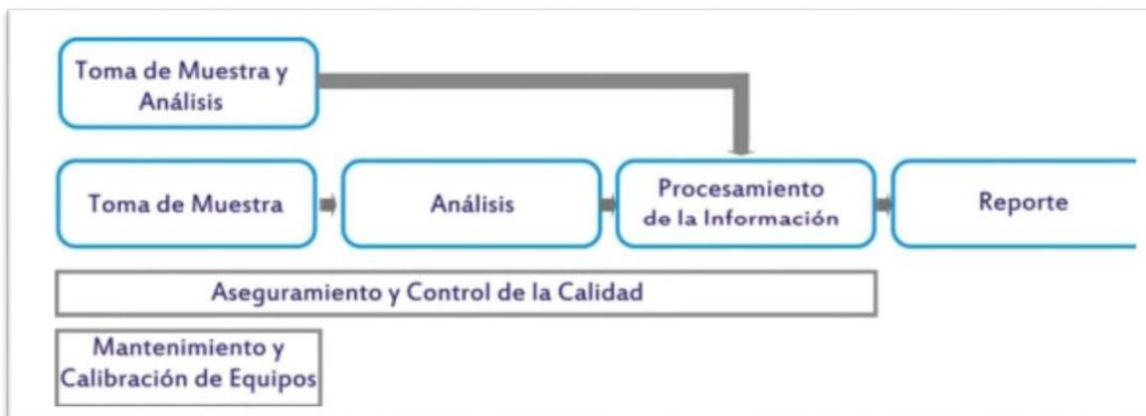 Toma de Muestra y
Análisis
Toma de Muestra
Análisis
Procesamiento
de la Información
Reporte
Aseguramiento y Control de la Calidad
Mantenimiento y
Calibración de Equipos